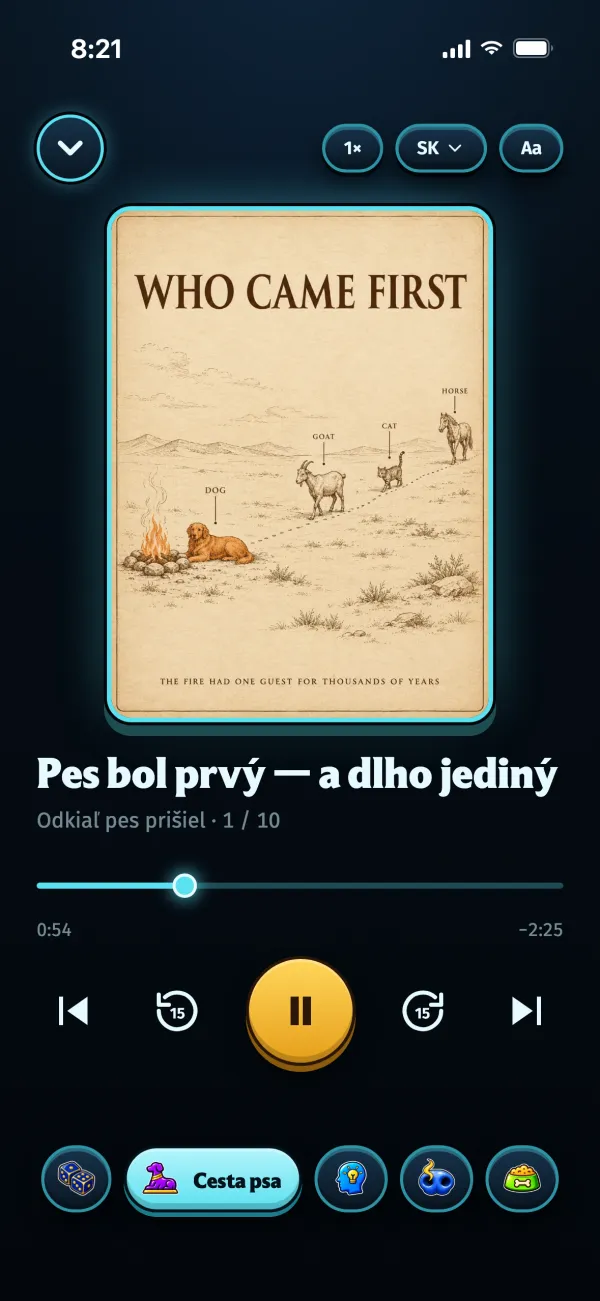 8:21
1×
SK
Aa
WHO CAME FIRST
HORSE
CAT
GOAT
DOG
THE FIRE HAD ONE GUEST FOR THOUSANDS OF YEARS
Pes bol prvý — a dlho jediný
Odkiaľ pes prišiel · 1 / 10
0:54
−2:25
15
15
Cesta psa